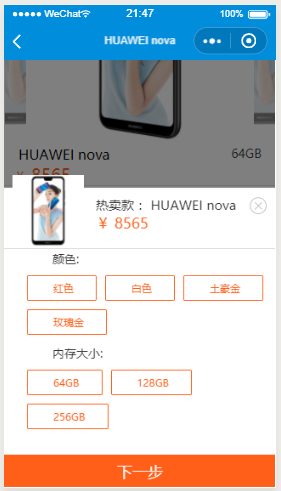 WeChat 21:47 100%
HUAWEI nova
HUAWEI nova 64GB
¥ 8565
热卖款： HUAWEI nova
¥ 8565
颜色:
红色 白色 土豪金
玫瑰金
内存大小:
64GB 128GB
256GB
下一步